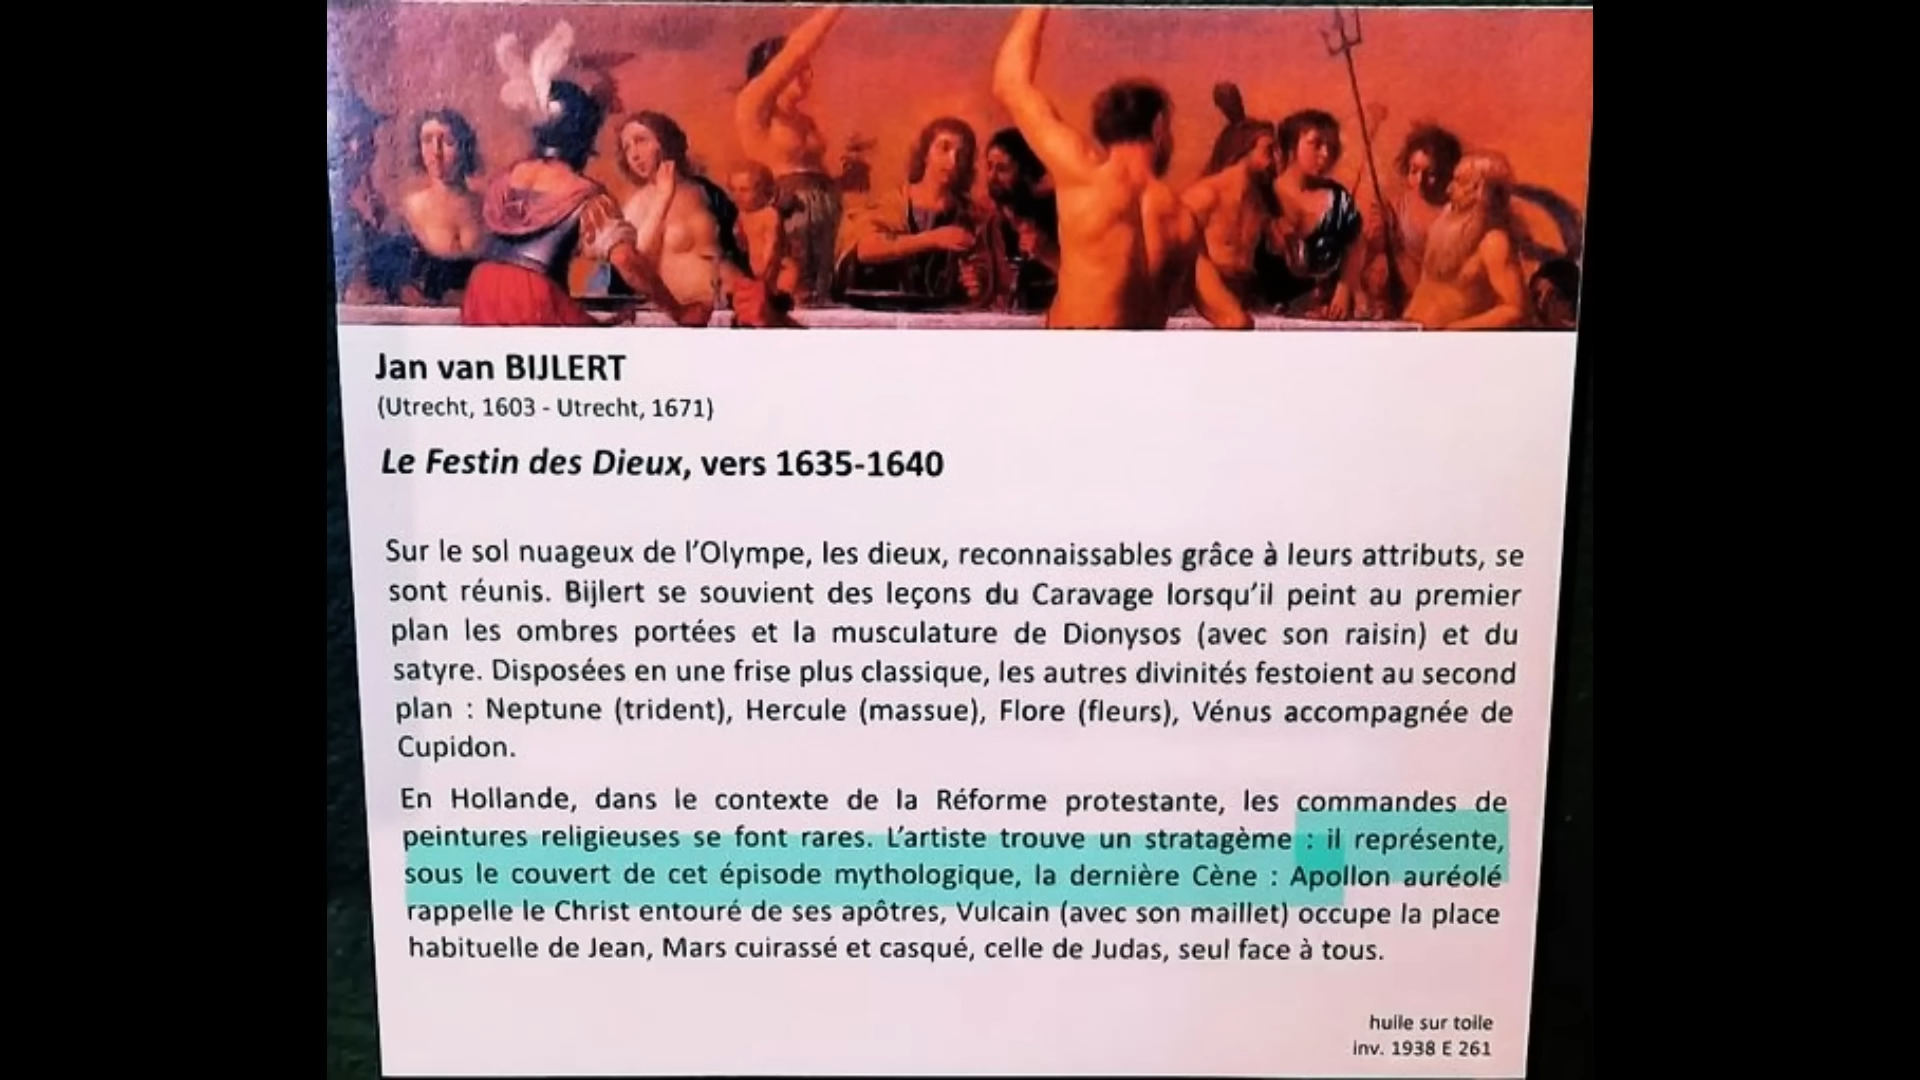 Jan van BIJLERT
(Utrecht, 1603 - Utrecht, 1671)
Le Festin des Dieux, vers 1635-1640
Sur le sol nuageux de l'Olympe, les dieux, reconnaissables grâce à leurs attributs, se
sont réunis. Bijlert se souvient des leçons du Caravage lorsqu'il peint au premier
plan les ombres portées et la musculature de Dionysos (avec son raisin) et du
satyre. Disposées en une frise plus classique, les autres divinités festoient au second
plan : Neptune (trident), Hercule (massue), Flore (fleurs), Vénus accompagnée de
Cupidon.
En Hollande, dans le contexte de la Réforme protestante, les commandes de
peintures religieuses se font rares. L'artiste trouve un stratagème : il représente,
sous le couvert de cet épisode mythologique, la dernière Cène : Apollon auréolé
rappelle le Christ entouré de ses apôtres, Vulcain (avec son maillet) occupe la place
habituelle de Jean, Mars cuirassé et casqué, celle de Judas, seul face à tous.
huile sur toile
inv. 1938 E 261